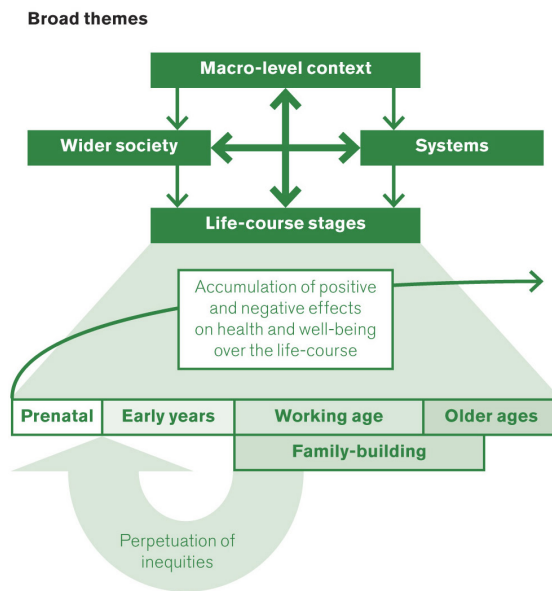 Broad themes
Macro-level context
Wider society
Systems
Life-course stages
Accumulation of positive
and negative effects
on health and well-being
over the life-course
Prenatal
Early years
Working age
Older ages
Family-building
Perpetuation of
inequities